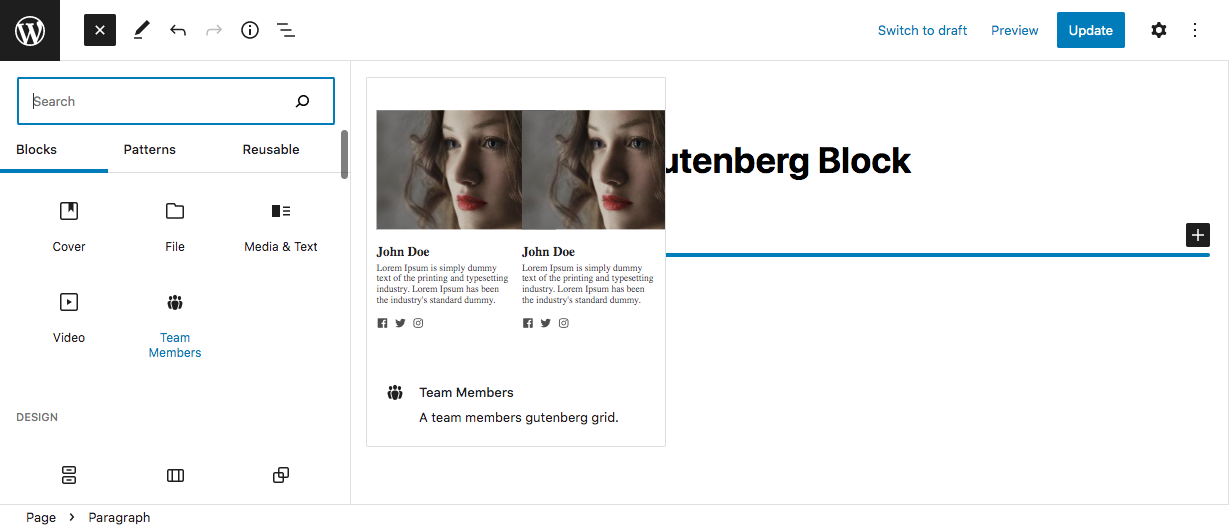 Switch to draft Preview Update
Search
Blocks Patterns Reusable
Cover File Media & Text
Video Team
Members
DESIGN
utenberg Block
John Doe John Doe
Lorem Ipsum is simply dummy Lorem Ipsum is simply dummy
text of the printing and typesetting text of the printing and typesetting
industry. Lorem Ipsum has been industry. Lorem Ipsum has been
the industry's standard dummy. the industry's standard dummy.
Team Members
A team members gutenberg grid.
Page Paragraph